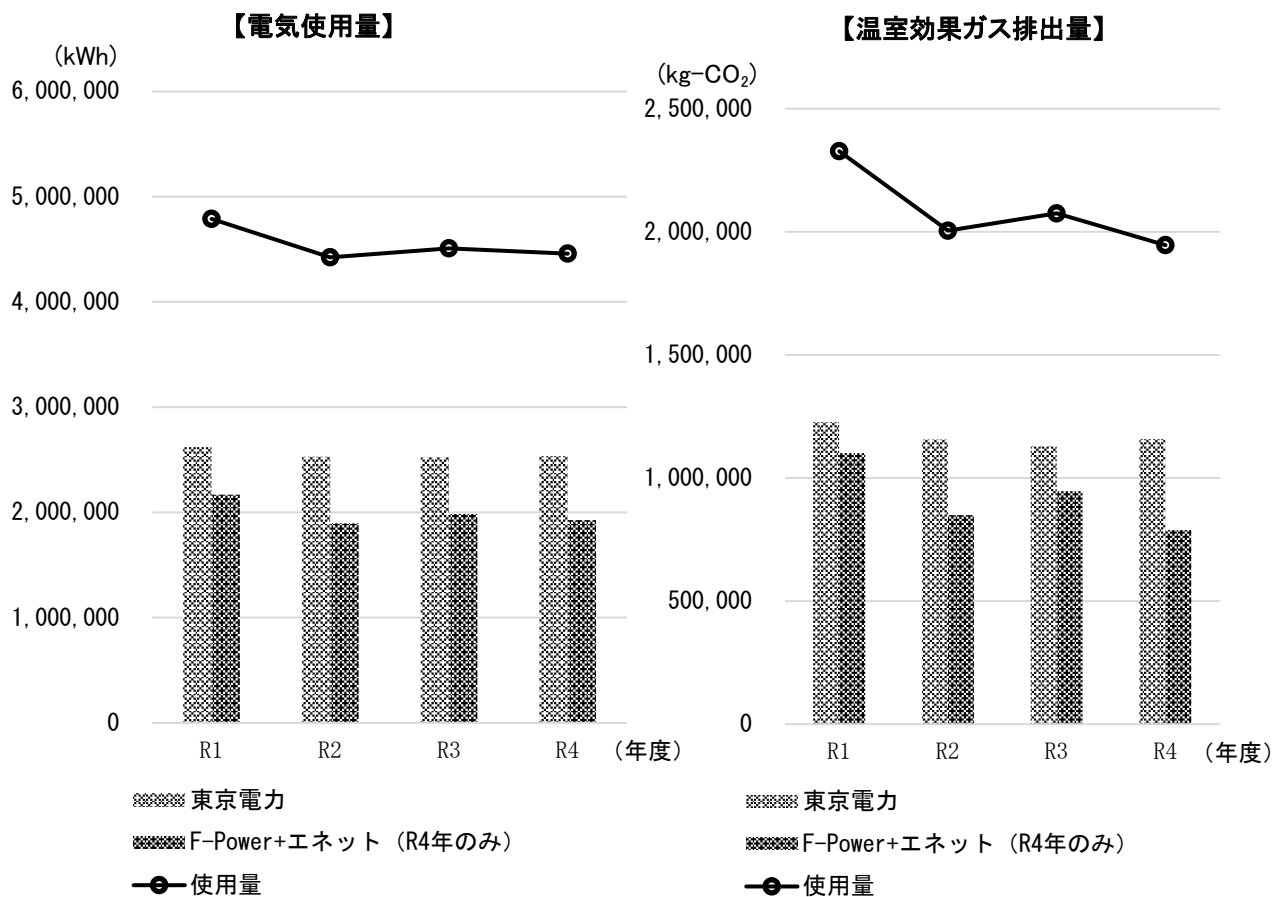 【電気使用量】
(kWh)
6,000,000
5,000,000
4,000,000
3,000,000
2,000,000
1,000,000
0
R1
R2
R3
R4
(年度)
東京電力
F-Power+エネット（R4年のみ）
使用量
【温室効果ガス排出量】
(kg-CO₂)
2,500,000
2,000,000
1,500,000
1,000,000
500,000
0
R1
R2
R3
R4
(年度)
東京電力
F-Power+エネット（R4年のみ）
使用量